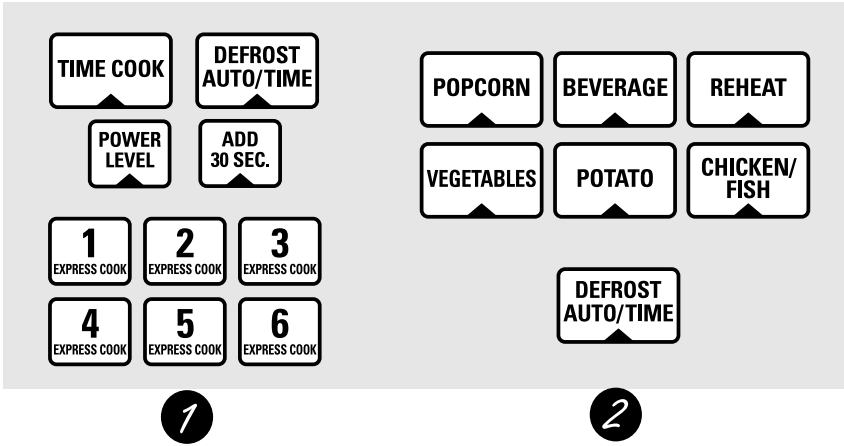 TIME COOK
DEFROST
AUTO/TIME
POWER
LEVEL
ADD
30 SEC.
1
EXPRESS COOK
2
EXPRESS COOK
3
EXPRESS COOK
4
EXPRESS COOK
5
EXPRESS COOK
6
EXPRESS COOK
1
POPCORN
BEVERAGE
REHEAT
VEGETABLES
POTATO
CHICKEN/
FISH
DEFROST
AUTO/TIME
2